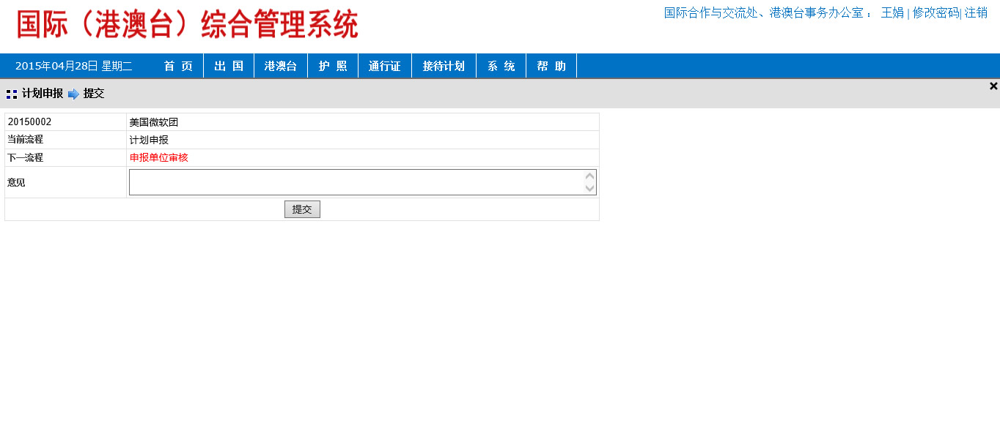 国际（港澳台）综合管理系统
国际合作与交流处、港澳台事务办公室： 王娟 | 修改密码| 注销
2015年04月28日 星期二 首 页 出 国 港澳台 护 照 通行证 接待计划 系 统 帮 助
计划申报 提交
20150002 美国微软团
当前流程 计划申报
下一流程 申报单位审核
意见
提交